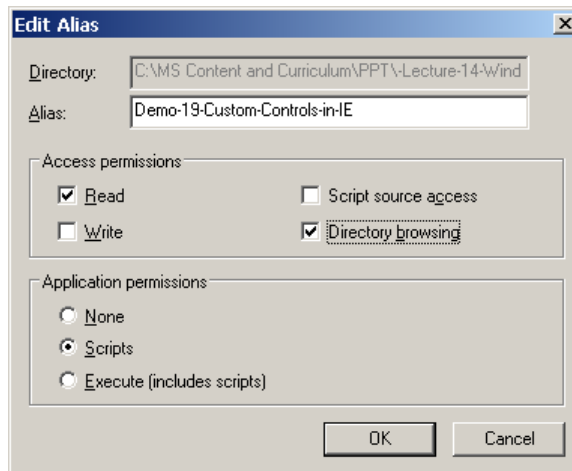 Edit Alias
Directory: C:\MS Content and Curriculum\PPT\-Lecture-14-Wind
Alias: Demo-19-Custom-Controls-in-IE
Access permissions
Read Script source access
Write Directory browsing
Application permissions
None
Scripts
Execute (includes scripts)
OK Cancel